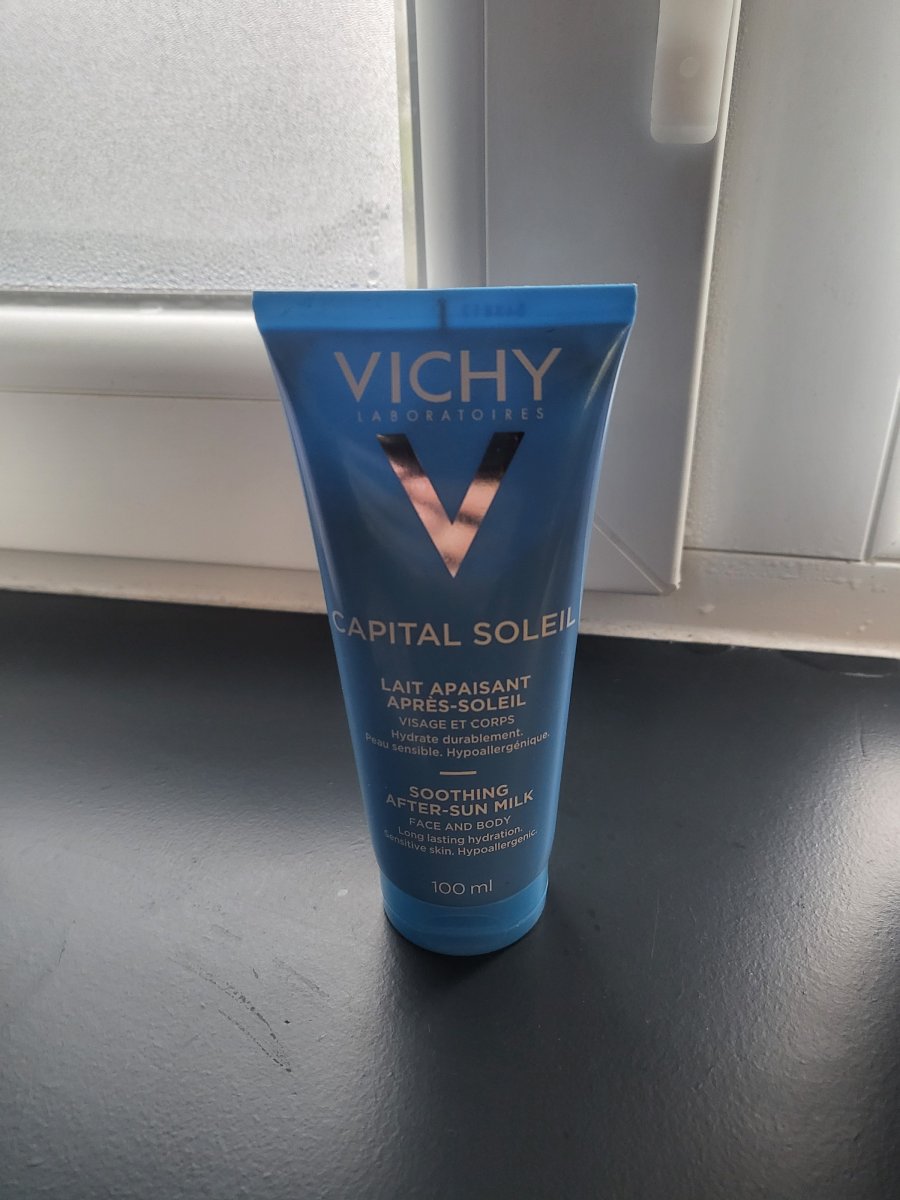 VICHY
LABORATOIRES
CAPITAL SOLEIL
LAIT APAISANT
APRÈS-SOLEIL
VISAGE ET CORPS
Hydrate durablement.
Peau sensible. Hypoallergénique.
SOOTHING
AFTER-SUN MILK
FACE AND BODY
Long lasting hydration.
Sensitive skin. Hypoallergenic.
100 ml